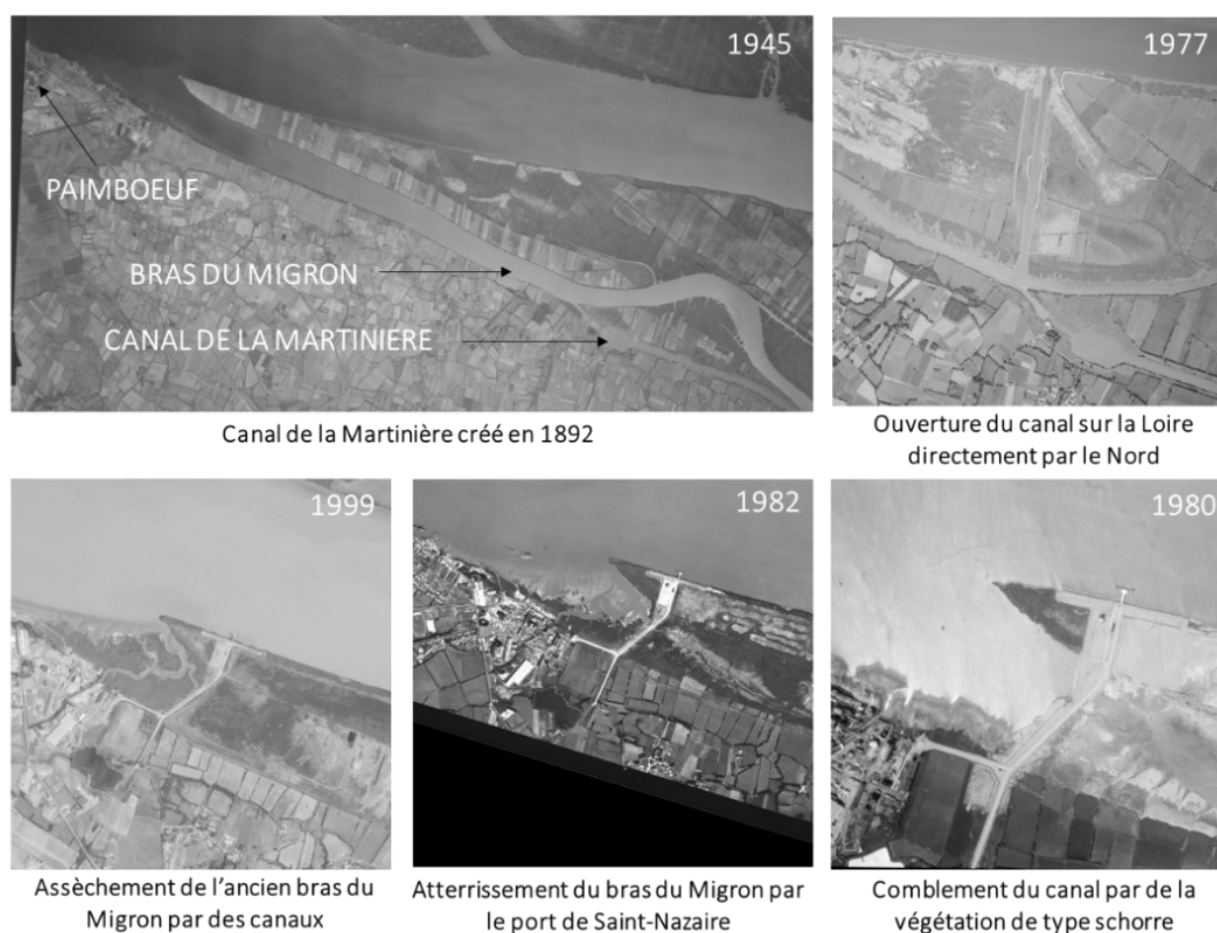 1945
PAIMBOEUF
BRAS DU MIGRON
CANAL DE LA MARTINIERE
Canal de la Martinière créé en 1892
1977
Ouverture du canal sur la Loire
directement par le Nord
1999
Assèchement de l'ancien bras du
Migron par des canaux
1982
Atterrissement du bras du Migron par
le port de Saint-Nazaire
1980
Comblement du canal par de la
végétation de type schorre